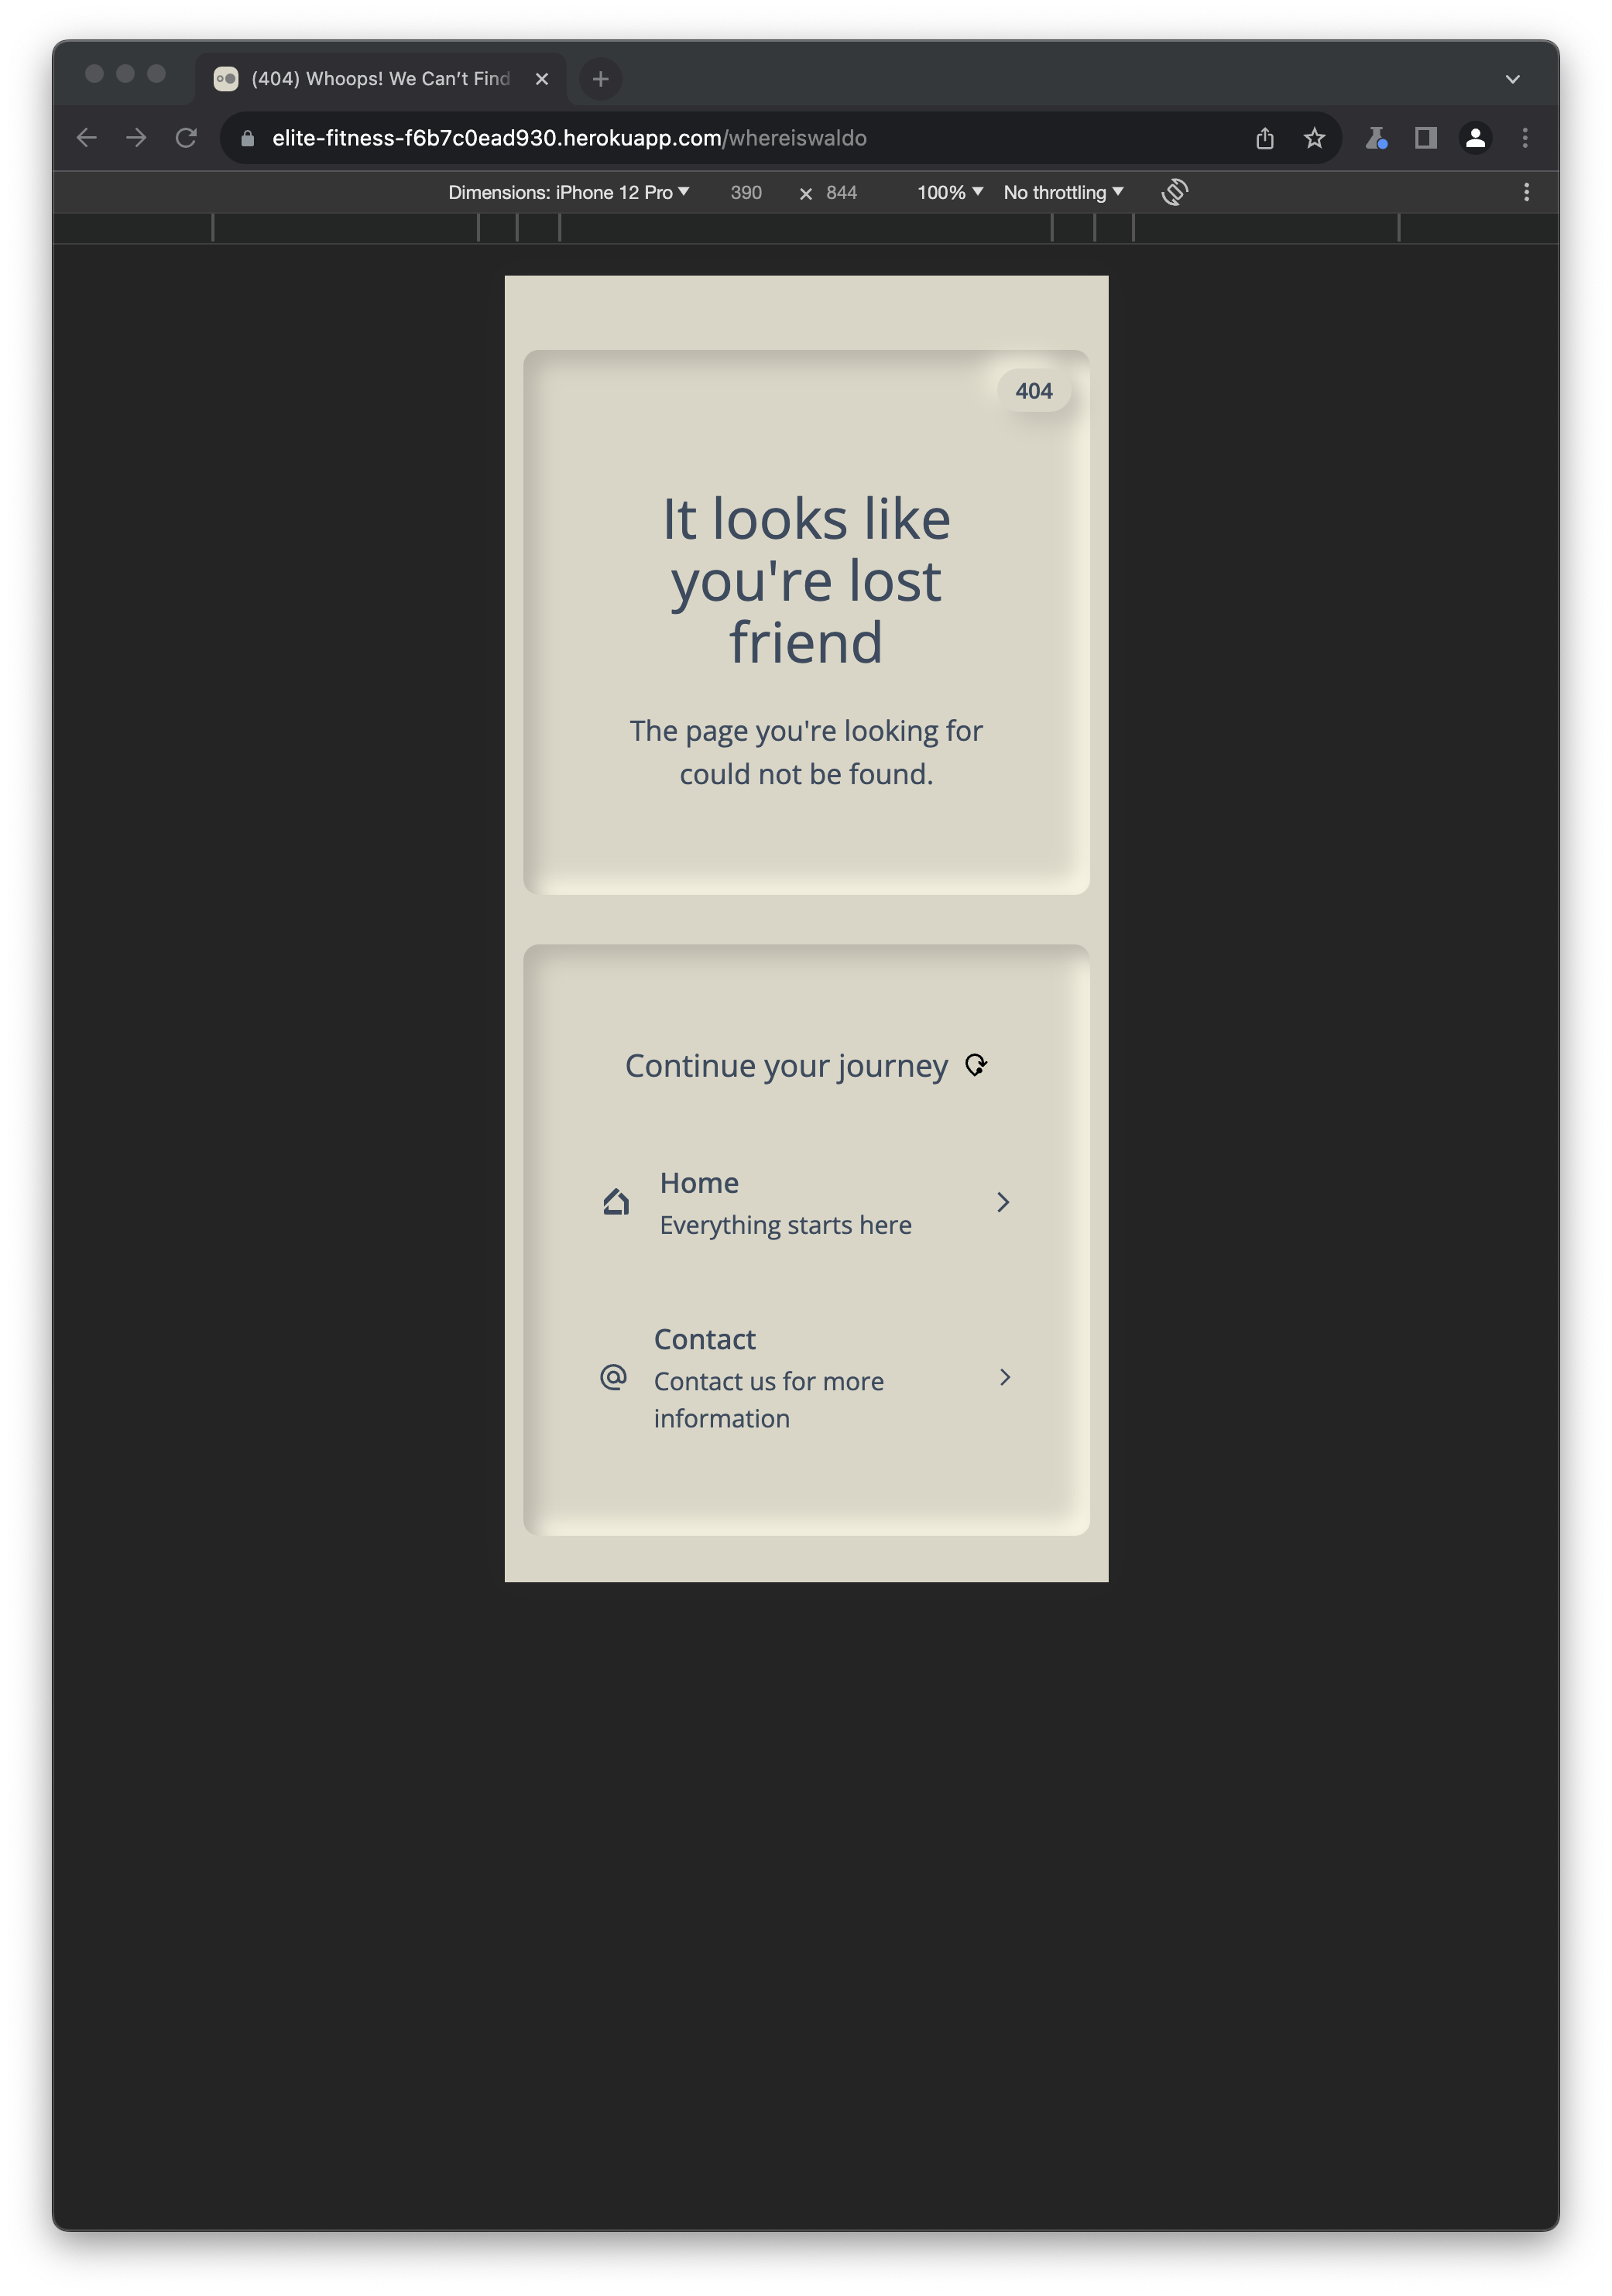 (404) Whoops! We Can’t Find
elite-fitness-f6b7c0ead930.herokuapp.com/whereiswaldo
Dimensions: iPhone 12 Pro 390 × 844 100% No throttling
404
It looks like
you're lost
friend
The page you're looking for
could not be found.
Continue your journey
Home
Everything starts here
Contact
Contact us for more
information